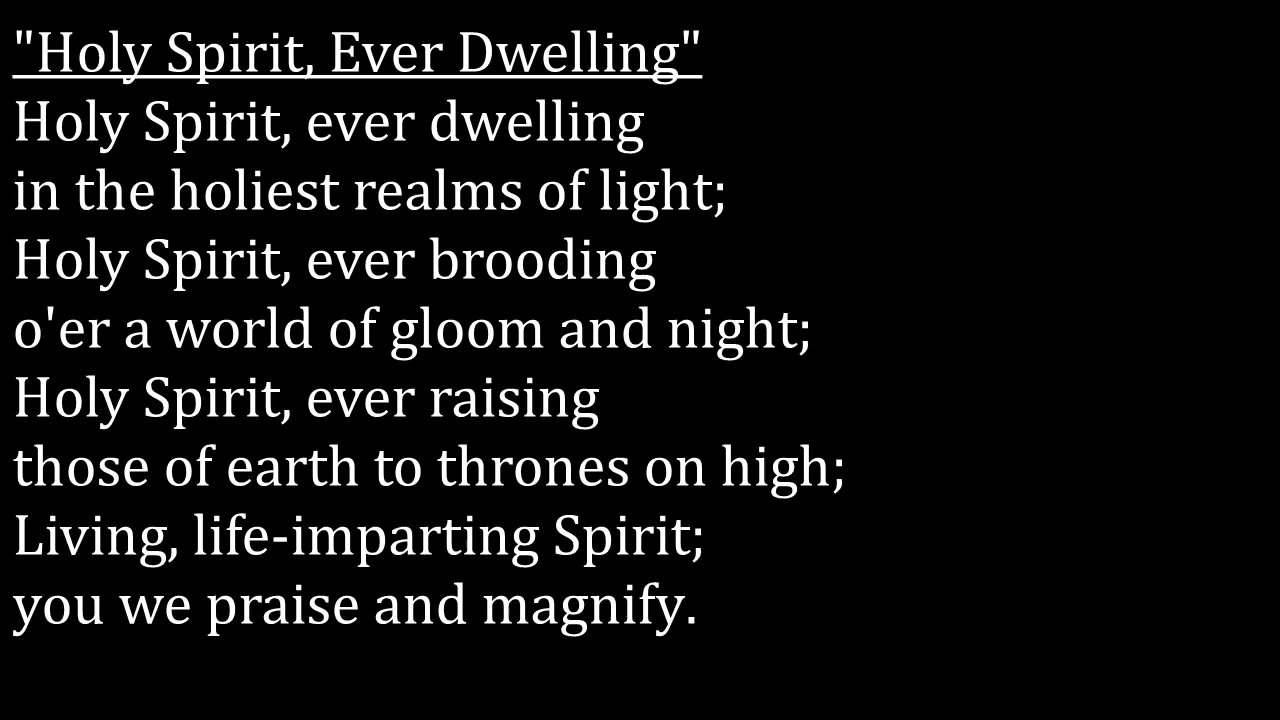 "Holy Spirit, Ever Dwelling"
Holy Spirit, ever dwelling
in the holiest realms of light;
Holy Spirit, ever brooding
o'er a world of gloom and night;
Holy Spirit, ever raising
those of earth to thrones on high;
Living, life-imparting Spirit;
you we praise and magnify.